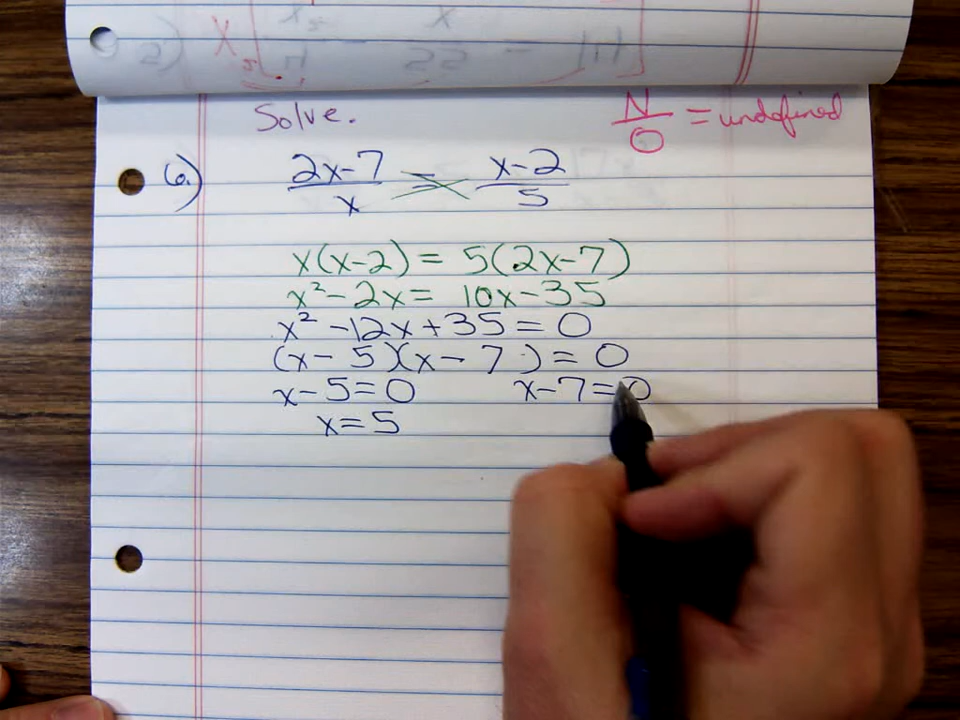 Solve.
N/0 = undefined
6.) (2x-7)/x = (x-2)/5
x(x-2) = 5(2x-7)
x² - 2x = 10x - 35
x² - 12x + 35 = 0
(x - 5)(x - 7) = 0
x - 5 = 0 x - 7 = 0
x = 5